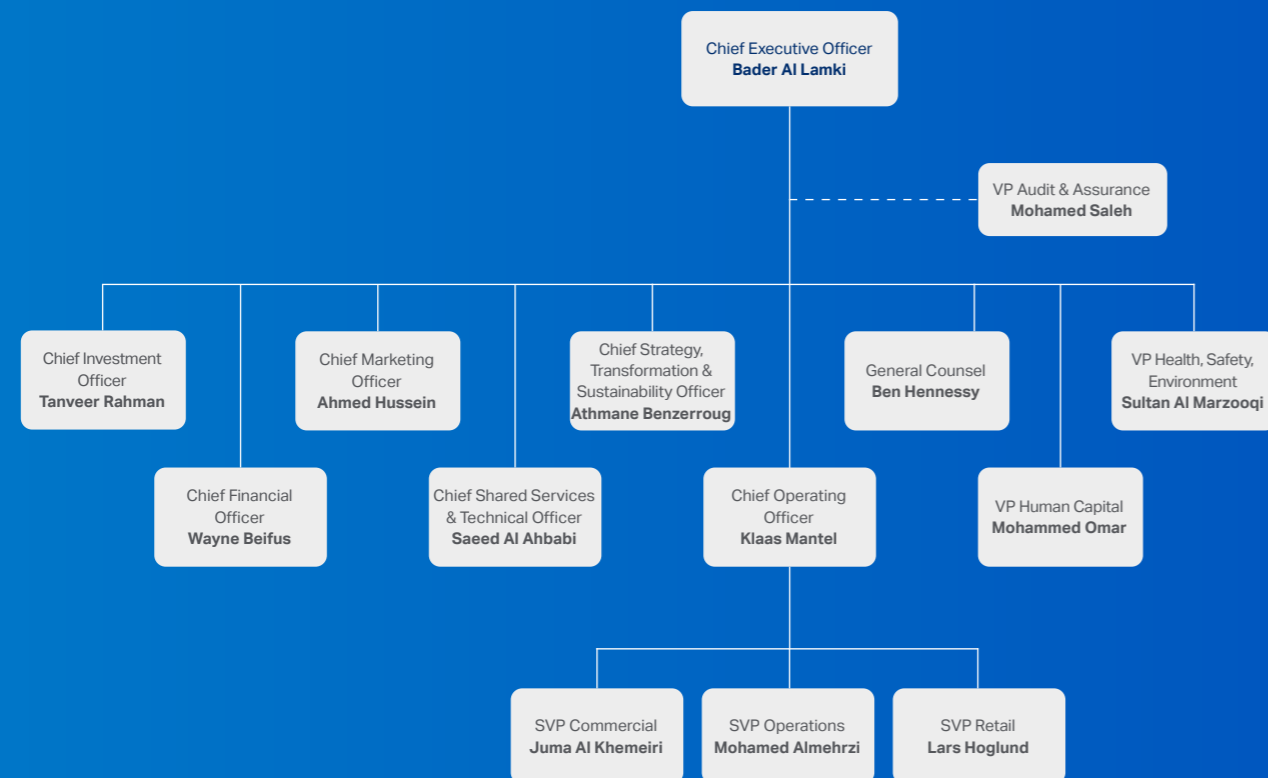 Chief Executive Officer
Bader Al Lamki
VP Audit & Assurance
Mohamed Saleh
Chief Investment
Officer
Tanveer Rahman
Chief Marketing
Officer
Ahmed Hussein
Chief Strategy,
Transformation &
Sustainability Officer
Athmane Benzerroug
General Counsel
Ben Hennessy
VP Health, Safety,
Environment
Sultan Al Marzooqi
Chief Financial
Officer
Wayne Beifus
Chief Shared Services
& Technical Officer
Saeed Al Ahbabi
Chief Operating
Officer
Klaas Mantel
VP Human Capital
Mohammed Omar
SVP Commercial
Juma Al Khemeiri
SVP Operations
Mohamed Almehrzi
SVP Retail
Lars Hoglund